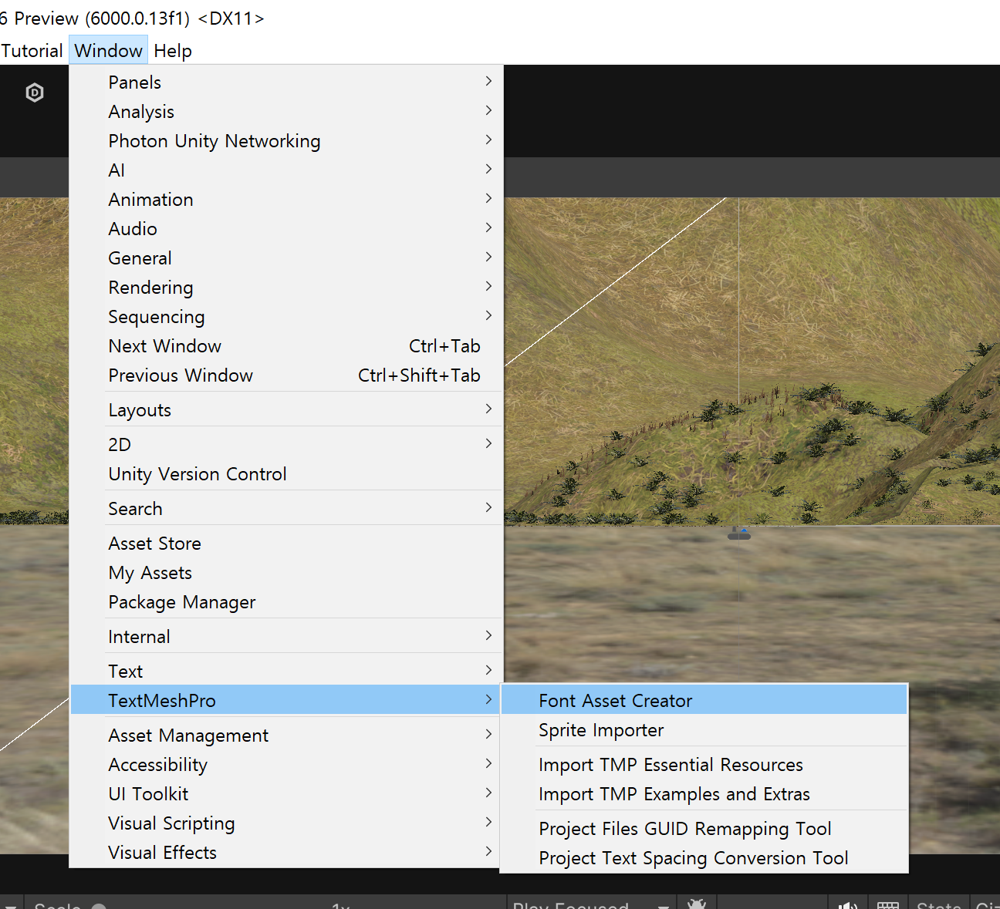 6 Preview (6000.0.13f1) <DX11>
Tutorial Window Help
Panels
Analysis
Photon Unity Networking
AI
Animation
Audio
General
Rendering
Sequencing
Next Window Ctrl+Tab
Previous Window Ctrl+Shift+Tab
Layouts
2D
Unity Version Control
Search
Asset Store
My Assets
Package Manager
Internal
Text
TextMeshPro
Font Asset Creator
Sprite Importer
Import TMP Essential Resources
Import TMP Examples and Extras
Project Files GUID Remapping Tool
Project Text Spacing Conversion Tool
Asset Management
Accessibility
UI Toolkit
Visual Scripting
Visual Effects
Scale 1x Play Focused Stats